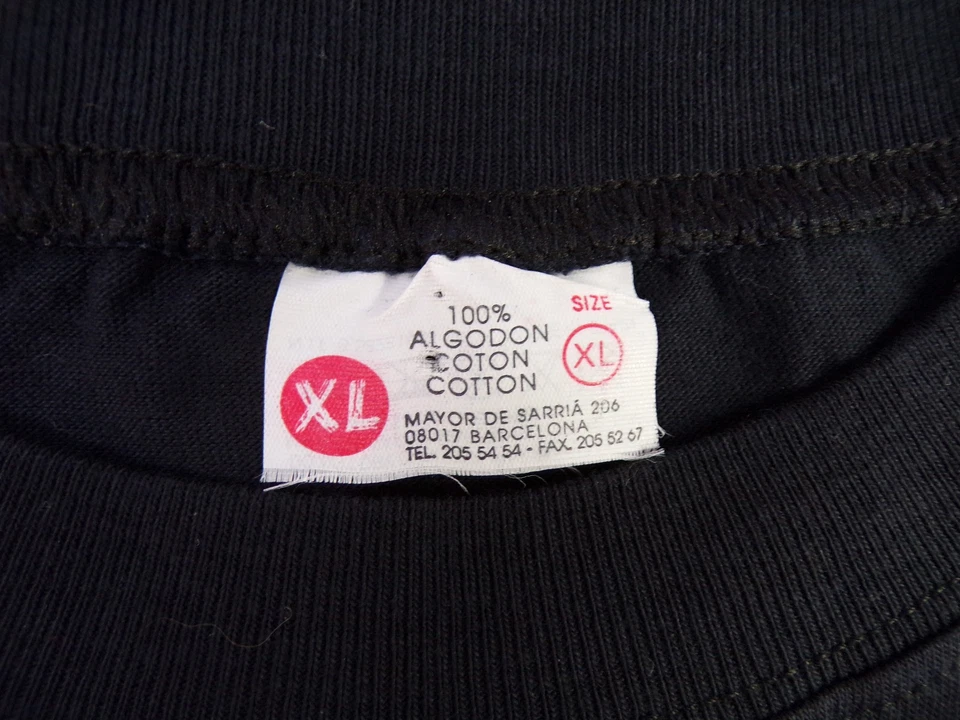 XL
100%
ALGODON
COTON
COTTON
SIZE
XL
MAYOR DE SARRIÁ 206
08017 BARCELONA
TEL. 205 54 54 - FAX. 205 52 67